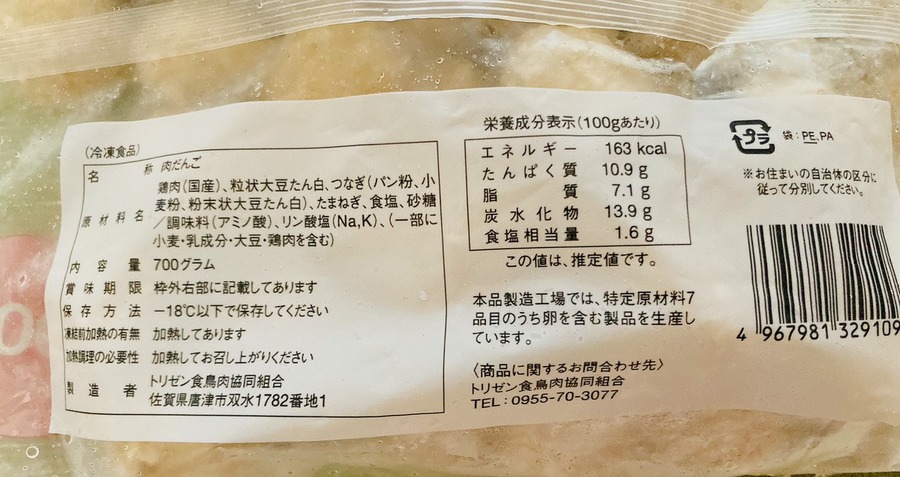 (冷凍食品)
名 称 肉だんご
原材料名 鶏肉(国産)、粒状大豆たん白、つなぎ(パン粉、小
麦粉、粉末状大豆たん白)、たまねぎ、食塩、砂糖
/調味料(アミノ酸)、リン酸塩(Na,K)、(一部に
小麦・乳成分・大豆・鶏肉を含む)
内容量 700グラム
賞味期限 枠外右部に記載してあります
保存方法 −18℃以下で保存してください
凍結前加熱の有無 加熱してあります
加熱調理の必要性 加熱してお召し上がりください
製造者 トリゼン食鳥肉協同組合
佐賀県唐津市双水1782番地1
栄養成分表示(100gあたり)
エネルギー 163 kcal
たんぱく質 10.9 g
脂質 7.1 g
炭水化物 13.9 g
食塩相当量 1.6 g
この値は、推定値です。
本品製造工場では、特定原材料7
品目のうち卵を含む製品を生産し
ています。
〈商品に関するお問合わせ先〉
トリゼン食鳥肉協同組合
TEL:0955-70-3077
プラ 袋:PE,PA
※お住まいの自治体の区分に
従って分別してください。
4 967981 329109